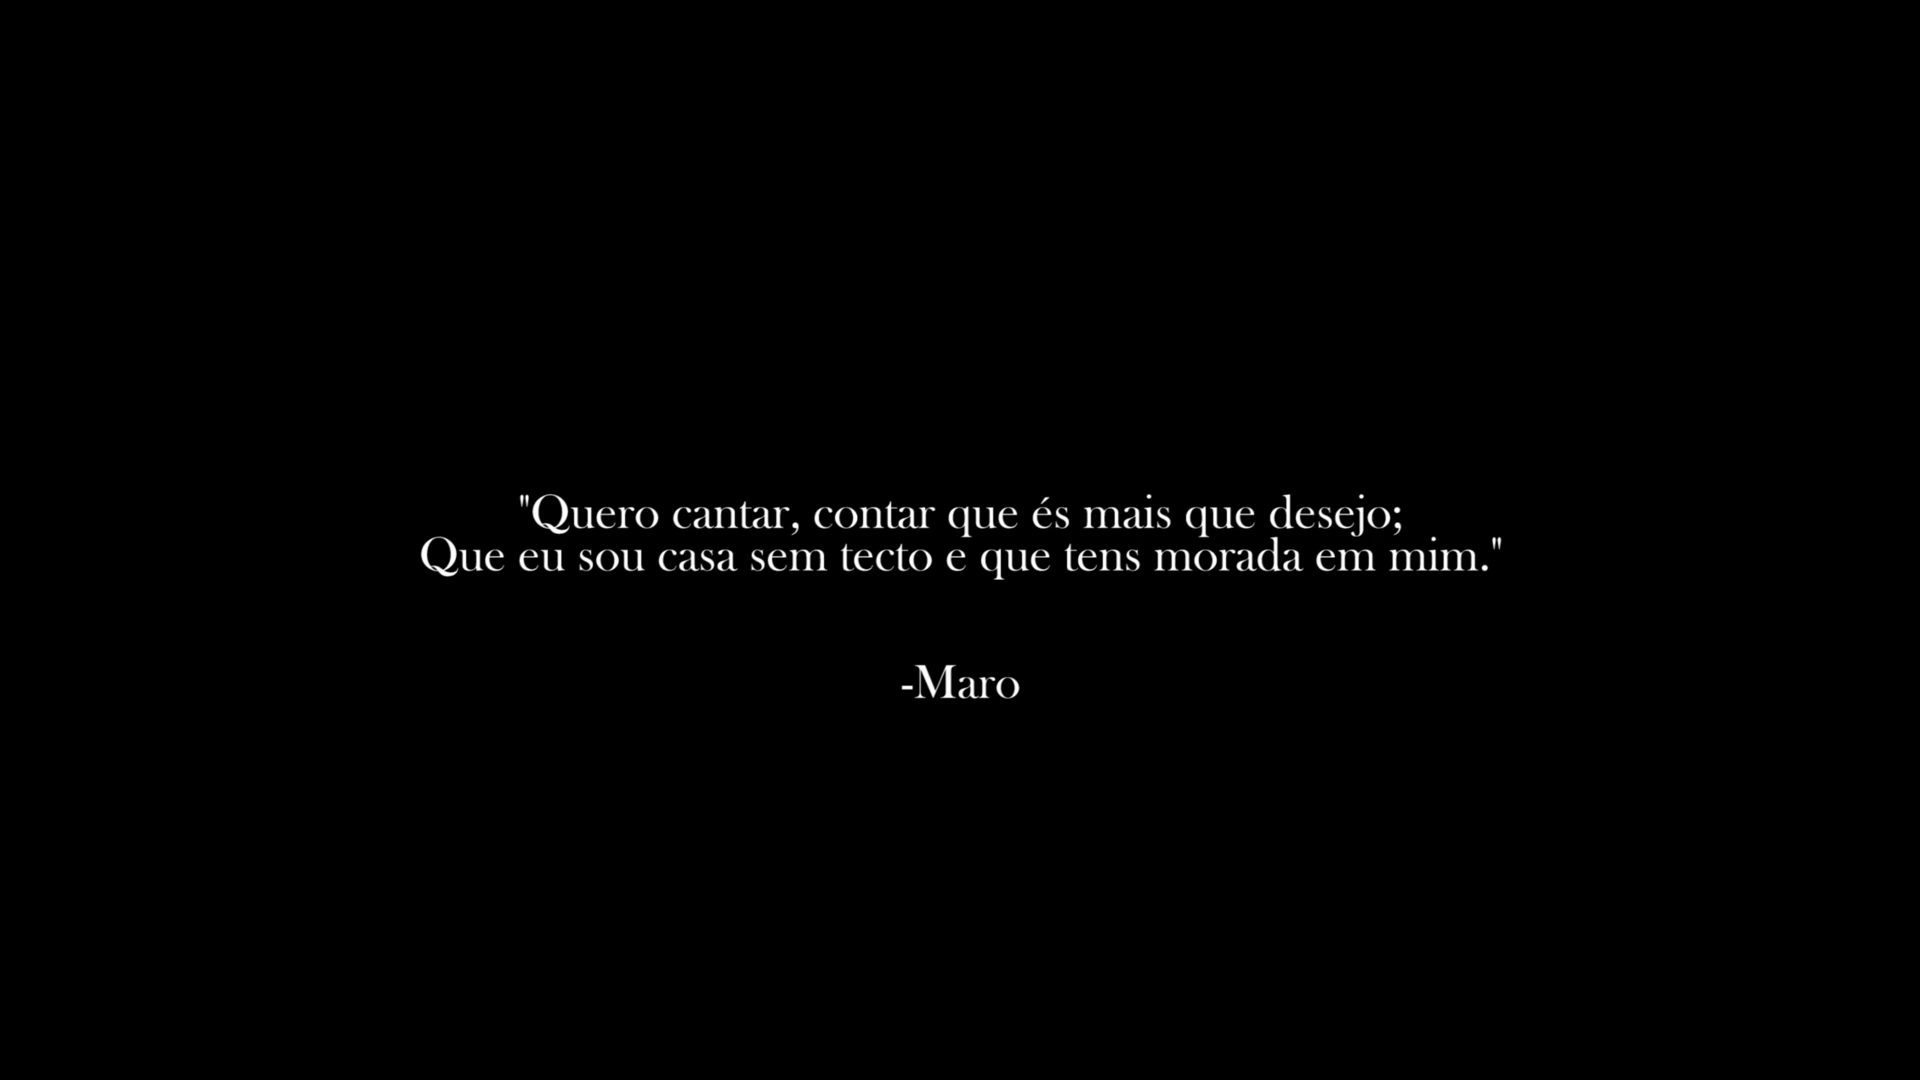 "Quero cantar, contar que és mais que desejo;
Que eu sou casa sem tecto e que tens morada em mim."
-Maro